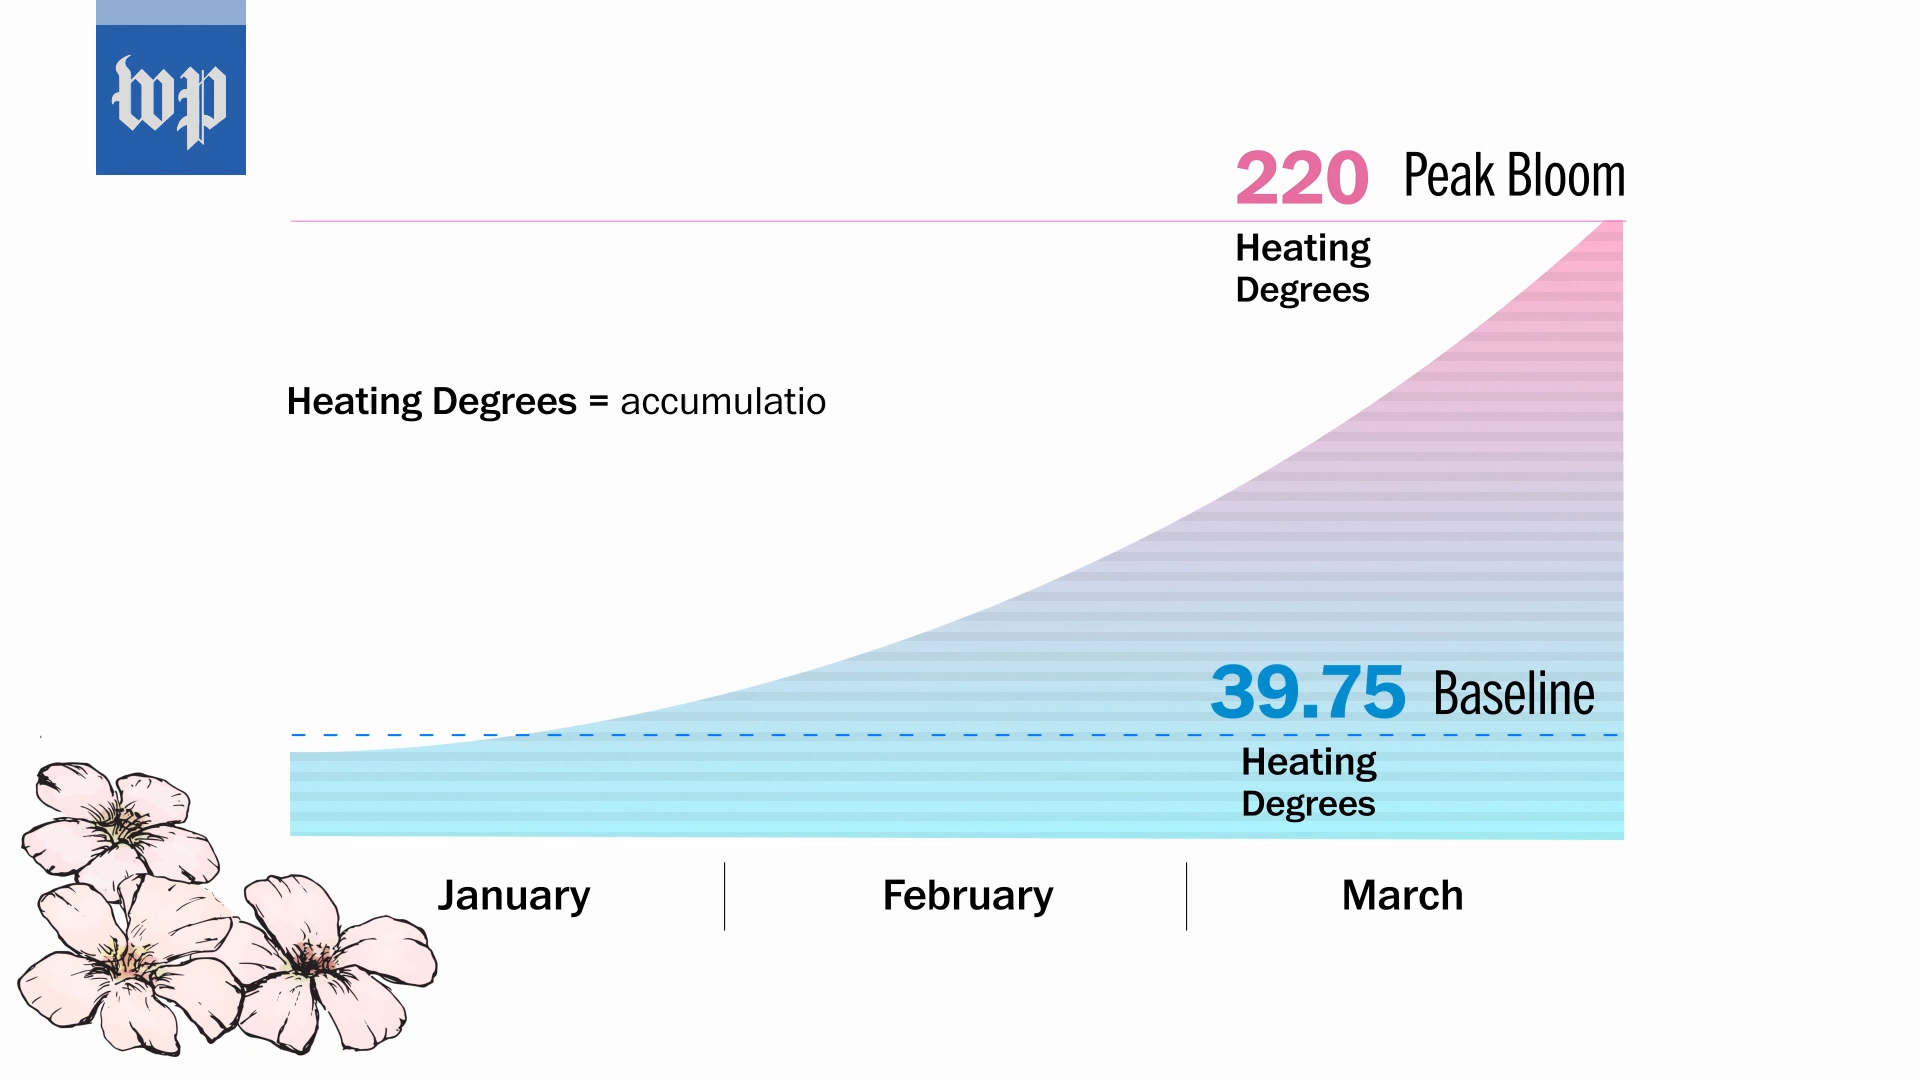 wp
220 Peak Bloom
Heating
Degrees
Heating Degrees = accumulatio
39.75 Baseline
Heating
Degrees
January
February
March